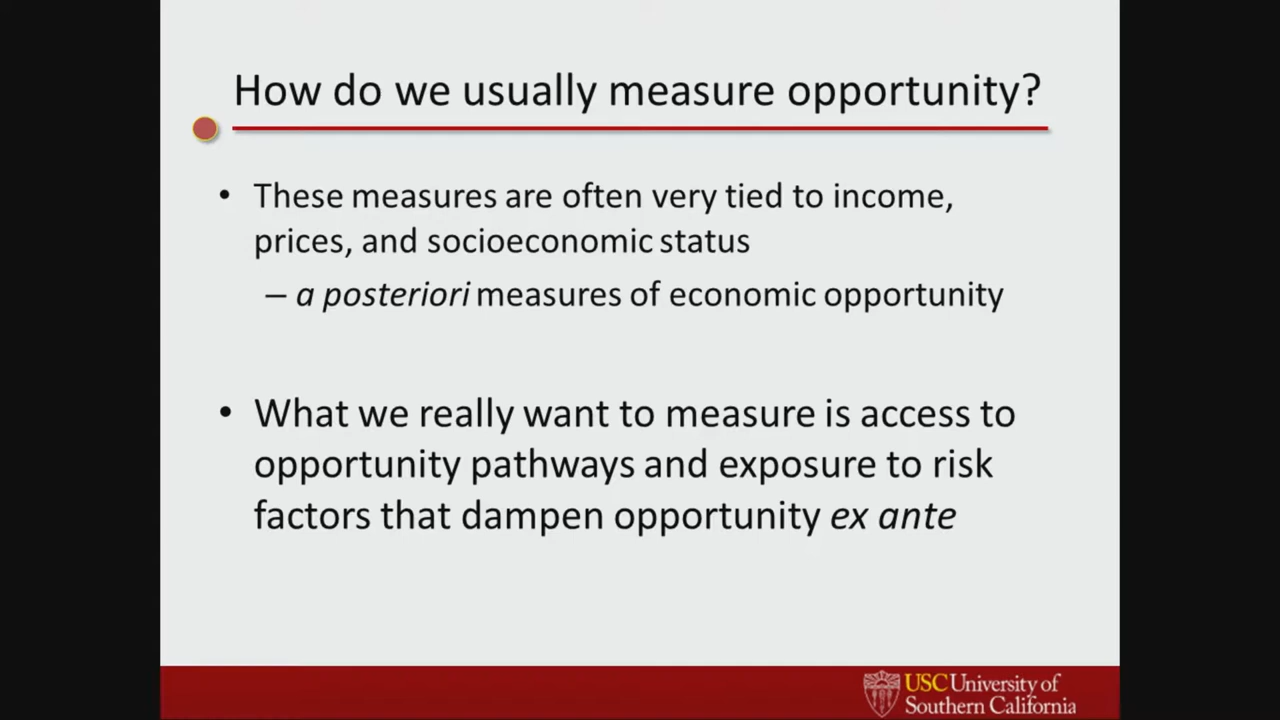 How do we usually measure opportunity?
• These measures are often very tied to income,
prices, and socioeconomic status
– a posteriori measures of economic opportunity
• What we really want to measure is access to
opportunity pathways and exposure to risk
factors that dampen opportunity ex ante
USC University of
Southern California